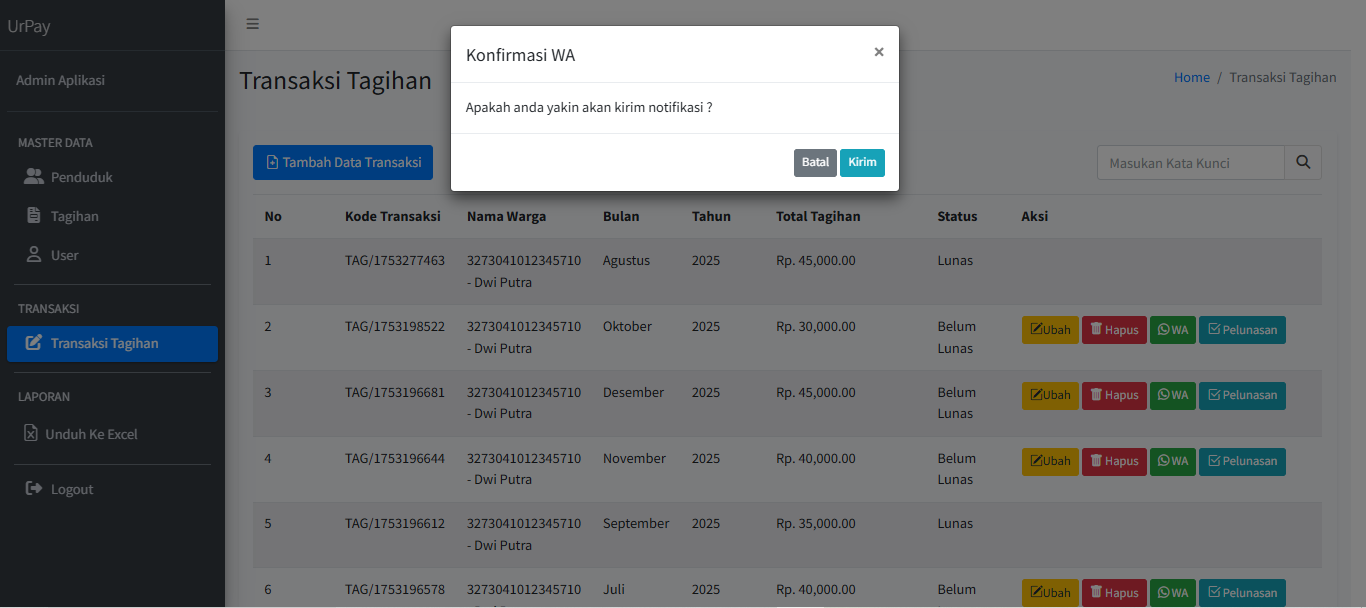 UrPay
Admin Aplikasi
MASTER DATA
Penduduk
Tagihan
User
TRANSAKSI
Transaksi Tagihan
LAPORAN
Unduh Ke Excel
Logout
Konfirmasi WA ×
Apakah anda yakin akan kirim notifikasi ?
Batal Kirim
Transaksi Tagihan
Home / Transaksi Tagihan
Tambah Data Transaksi
Masukan Kata Kunci
No Kode Transaksi Nama Warga Bulan Tahun Total Tagihan Status Aksi
1 TAG/1753277463 3273041012345710 Agustus 2025 Rp. 45,000.00 Lunas
- Dwi Putra
2 TAG/1753198522 3273041012345710 Oktober 2025 Rp. 30,000.00 Belum Ubah Hapus WA Pelunasan
- Dwi Putra Lunas
3 TAG/1753196681 3273041012345710 Desember 2025 Rp. 45,000.00 Belum Ubah Hapus WA Pelunasan
- Dwi Putra Lunas
4 TAG/1753196644 3273041012345710 November 2025 Rp. 40,000.00 Belum Ubah Hapus WA Pelunasan
- Dwi Putra Lunas
5 TAG/1753196612 3273041012345710 September 2025 Rp. 35,000.00 Lunas
- Dwi Putra
6 TAG/1753196578 3273041012345710 Juli 2025 Rp. 40,000.00 Belum Ubah Hapus WA Pelunasan